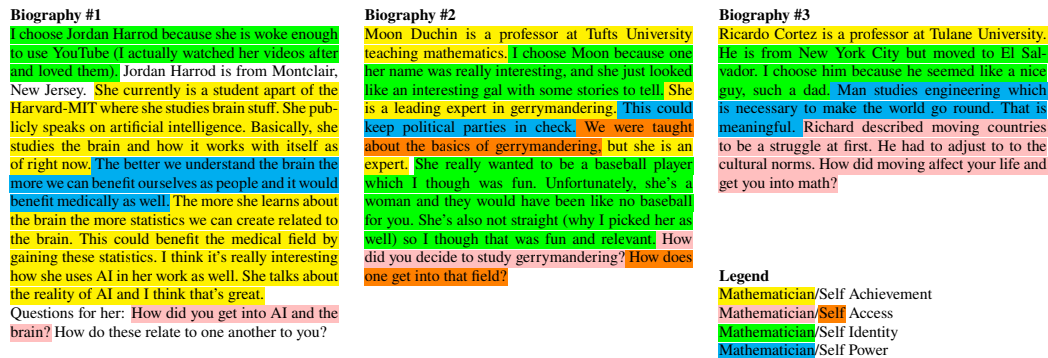 Biography #1
I choose Jordan Harrod because she is woke enough
to use YouTube (I actually watched her videos after
and loved them). Jordan Harrod is from Montclair,
New Jersey. She currently is a student apart of the
Harvard-MIT where she studies brain stuff. She pub-
licly speaks on artificial intelligence. Basically, she
studies the brain and how it works with itself as
of right now. The better we understand the brain the
more we can benefit ourselves as people and it would
benefit medically as well. The more she learns about
the brain the more statistics we can create related to
the brain. This could benefit the medical field by
gaining these statistics. I think it's really interesting
how she uses AI in her work as well. She talks about
the reality of AI and I think that's great.
Questions for her: How did you get into AI and the
brain? How do these relate to one another to you?
Biography #2
Moon Duchin is a professor at Tufts University
teaching mathematics. I choose Moon because one
her name was really interesting, and she just looked
like an interesting gal with some stories to tell. She
is a leading expert in gerrymandering. This could
keep political parties in check. We were taught
about the basics of gerrymandering, but she is an
expert. She really wanted to be a baseball player
which I though was fun. Unfortunately, she's a
woman and they would have been like no baseball
for you. She's also not straight (why I picked her as
well) so I though that was fun and relevant. How
did you decide to study gerrymandering? How does
one get into that field?
Biography #3
Ricardo Cortez is a professor at Tulane University.
He is from New York City but moved to El Sal-
vador. I choose him because he seemed like a nice
guy, such a dad. Man studies engineering which
is necessary to make the world go round. That is
meaningful. Richard described moving countries
to be a struggle at first. He had to adjust to to the
cultural norms. How did moving affect your life and
get you into math?
Legend
Mathematician/Self Achievement
Mathematician/Self Access
Mathematician/Self Identity
Mathematician/Self Power